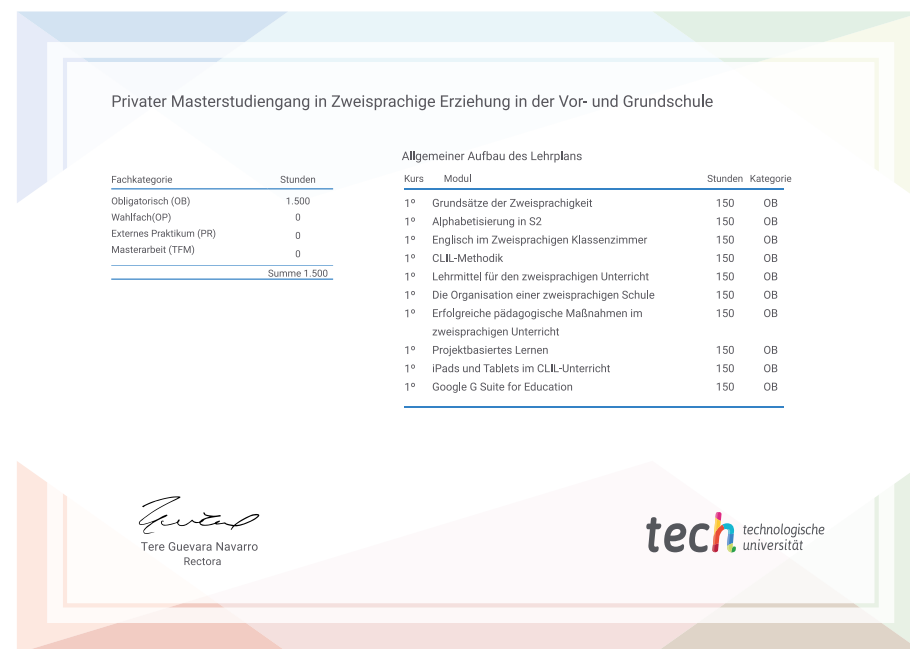 Privater Masterstudiengang in Zweisprachige Erziehung in der Vor- und Grundschule
Fachkategorie Stunden
Obligatorisch (OB) 1.500
Wahlfach(OP) 0
Externes Praktikum (PR) 0
Masterarbeit (TFM) 0
Summe 1.500
Allgemeiner Aufbau des Lehrplans
Kurs Modul Stunden Kategorie
1º Grundsätze der Zweisprachigkeit 150 OB
1º Alphabetisierung in S2 150 OB
1º Englisch im Zweisprachigen Klassenzimmer 150 OB
1º CLIL-Methodik 150 OB
1º Lehrmittel für den zweisprachigen Unterricht 150 OB
1º Die Organisation einer zweisprachigen Schule 150 OB
1º Erfolgreiche pädagogische Maßnahmen im 150 OB
zweisprachigen Unterricht
1º Projektbasiertes Lernen 150 OB
1º iPads und Tablets im CLIL-Unterricht 150 OB
1º Google G Suite for Education 150 OB
Tere Guevara Navarro
Rectora
tech technologische
universität